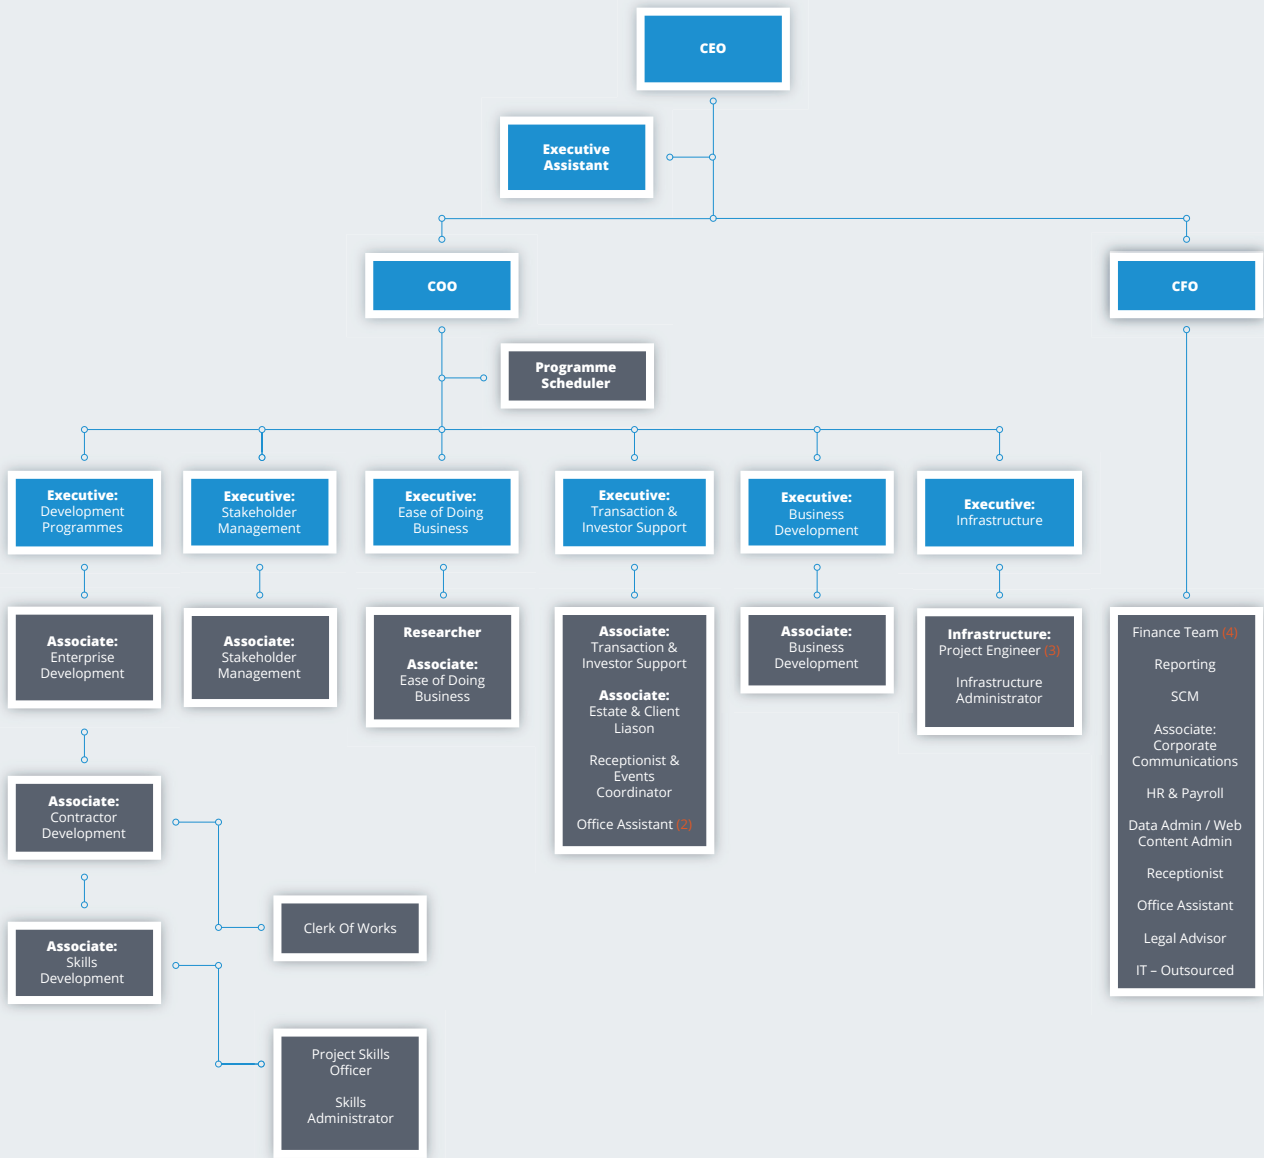 CEO
Executive
Assistant
COO
CFO
Programme
Scheduler
Executive:
Development
Programmes
Executive:
Stakeholder
Management
Executive:
Ease of Doing
Business
Executive:
Transaction &
Investor Support
Executive:
Business
Development
Executive:
Infrastructure
Associate:
Enterprise
Development
Associate:
Stakeholder
Management
Researcher
Associate:
Ease of Doing
Business
Associate:
Transaction &
Investor Support
Associate:
Estate & Client
Liason
Receptionist &
Events
Coordinator
Office Assistant (2)
Associate:
Business
Development
Infrastructure:
Project Engineer (3)
Infrastructure
Administrator
Finance Team (4)
Reporting
SCM
Associate:
Corporate
Communications
HR & Payroll
Data Admin / Web
Content Admin
Receptionist
Office Assistant
Legal Advisor
IT – Outsourced
Associate:
Contractor
Development
Clerk Of Works
Associate:
Skills
Development
Project Skills
Officer
Skills
Administrator